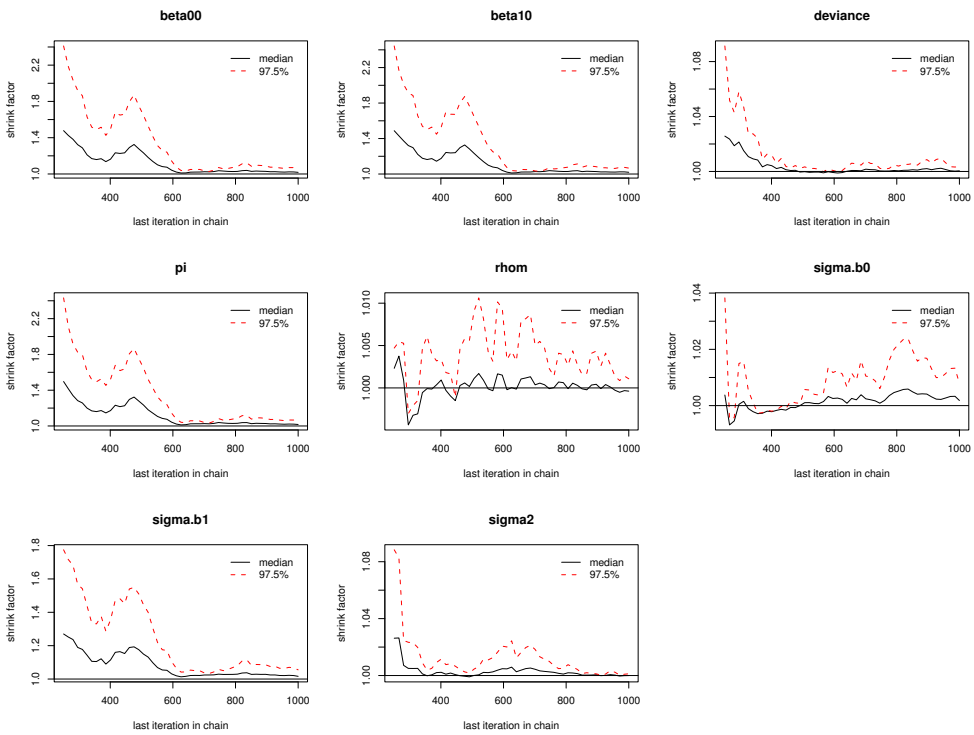 beta00
shrink factor
1.0 1.4 1.8 2.2
median
97.5%
400 600 800 1000
last iteration in chain
beta10
shrink factor
1.0 1.4 1.8 2.2
median
97.5%
400 600 800 1000
last iteration in chain
deviance
shrink factor
1.00 1.04 1.08
median
97.5%
400 600 800 1000
last iteration in chain
pi
shrink factor
1.0 1.4 1.8 2.2
median
97.5%
400 600 800 1000
last iteration in chain
rhom
shrink factor
1.000 1.005 1.010
median
97.5%
400 600 800 1000
last iteration in chain
sigma.b0
shrink factor
1.00 1.02 1.04
median
97.5%
400 600 800 1000
last iteration in chain
sigma.b1
shrink factor
1.0 1.2 1.4 1.6 1.8
median
97.5%
400 600 800 1000
last iteration in chain
sigma2
shrink factor
1.00 1.04 1.08
median
97.5%
400 600 800 1000
last iteration in chain